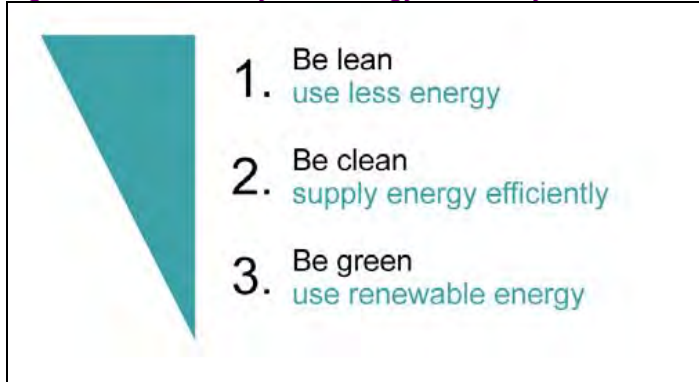 1. Be lean
use less energy
2. Be clean
supply energy efficiently
3. Be green
use renewable energy